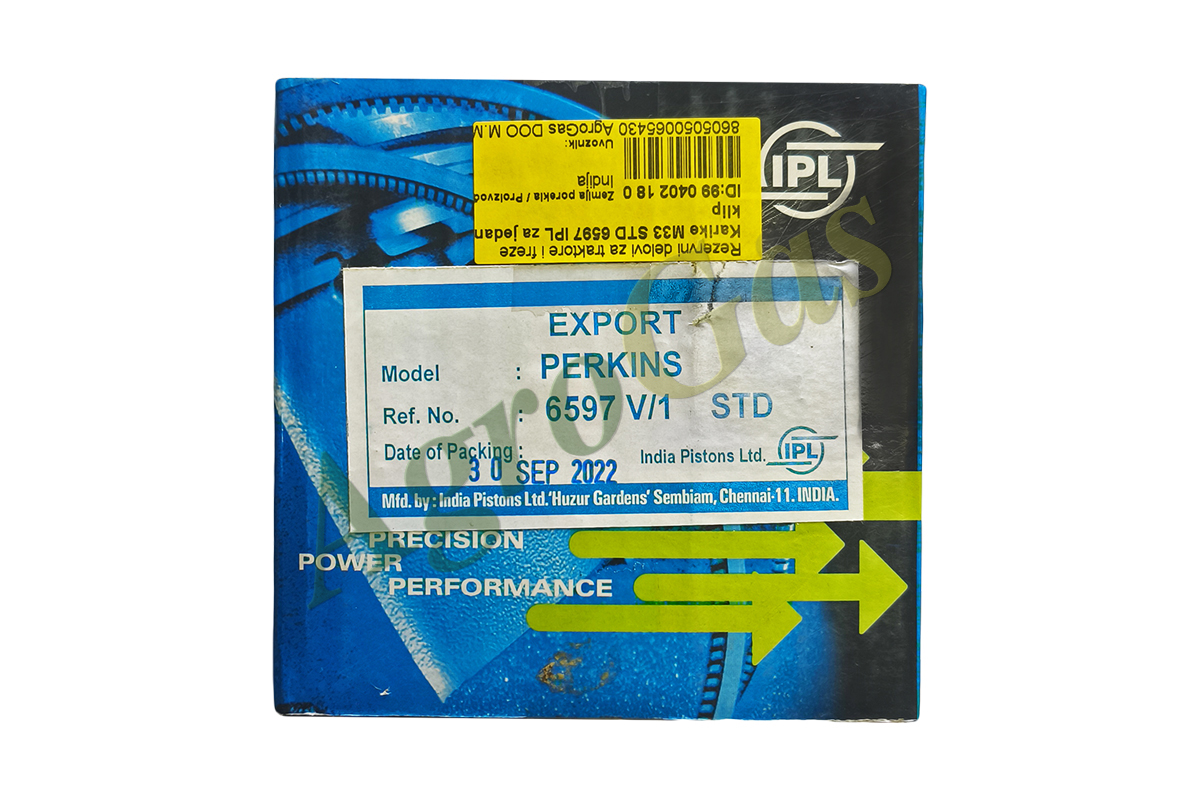 Rezervni delovi za traktore i freze
Karike M33 STD 6597 IPL za jedan
klip
ID:99 0402 18 0
Zemlja porekla / Proizvođ
Indija
Uvoznik:
AgroGas DOO M.M
8605050065430
IPL
EXPORT
Model : PERKINS
Ref. No. : 6597 V/1 STD
Date of Packing :
30 SEP 2022
India Pistons Ltd. IPL
Mfd. by : India Pistons Ltd.'Huzur Gardens' Sembiam, Chennai-11. INDIA.
PRECISION
POWER
PERFORMANCE
AgroGas